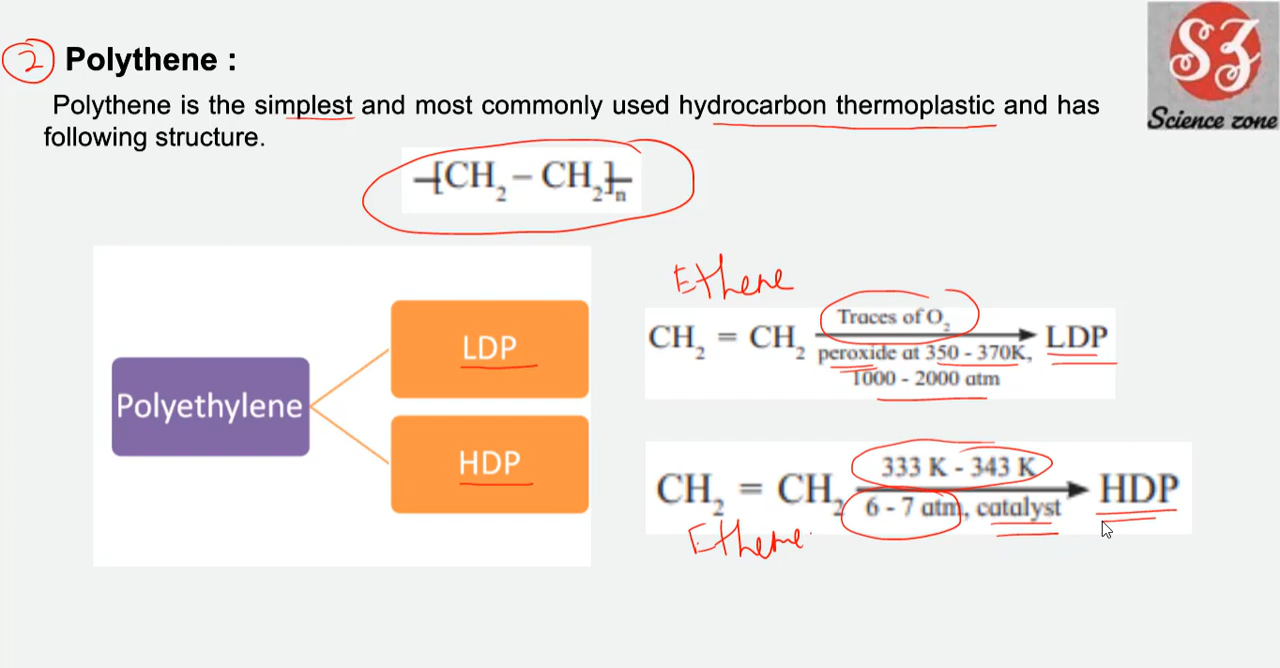 2 Polythene :
SZ
Science zone
Polythene is the simplest and most commonly used hydrocarbon thermoplastic and has
following structure.
-[CH₂ – CH₂]-ₙ
Polyethylene
LDP
HDP
Ethene
CH₂ = CH₂ Traces of O₂ LDP
peroxide at 350 - 370K,
1000 - 2000 atm
CH₂ = CH₂ 333 K - 343 K HDP
6 - 7 atm, catalyst
Ethene